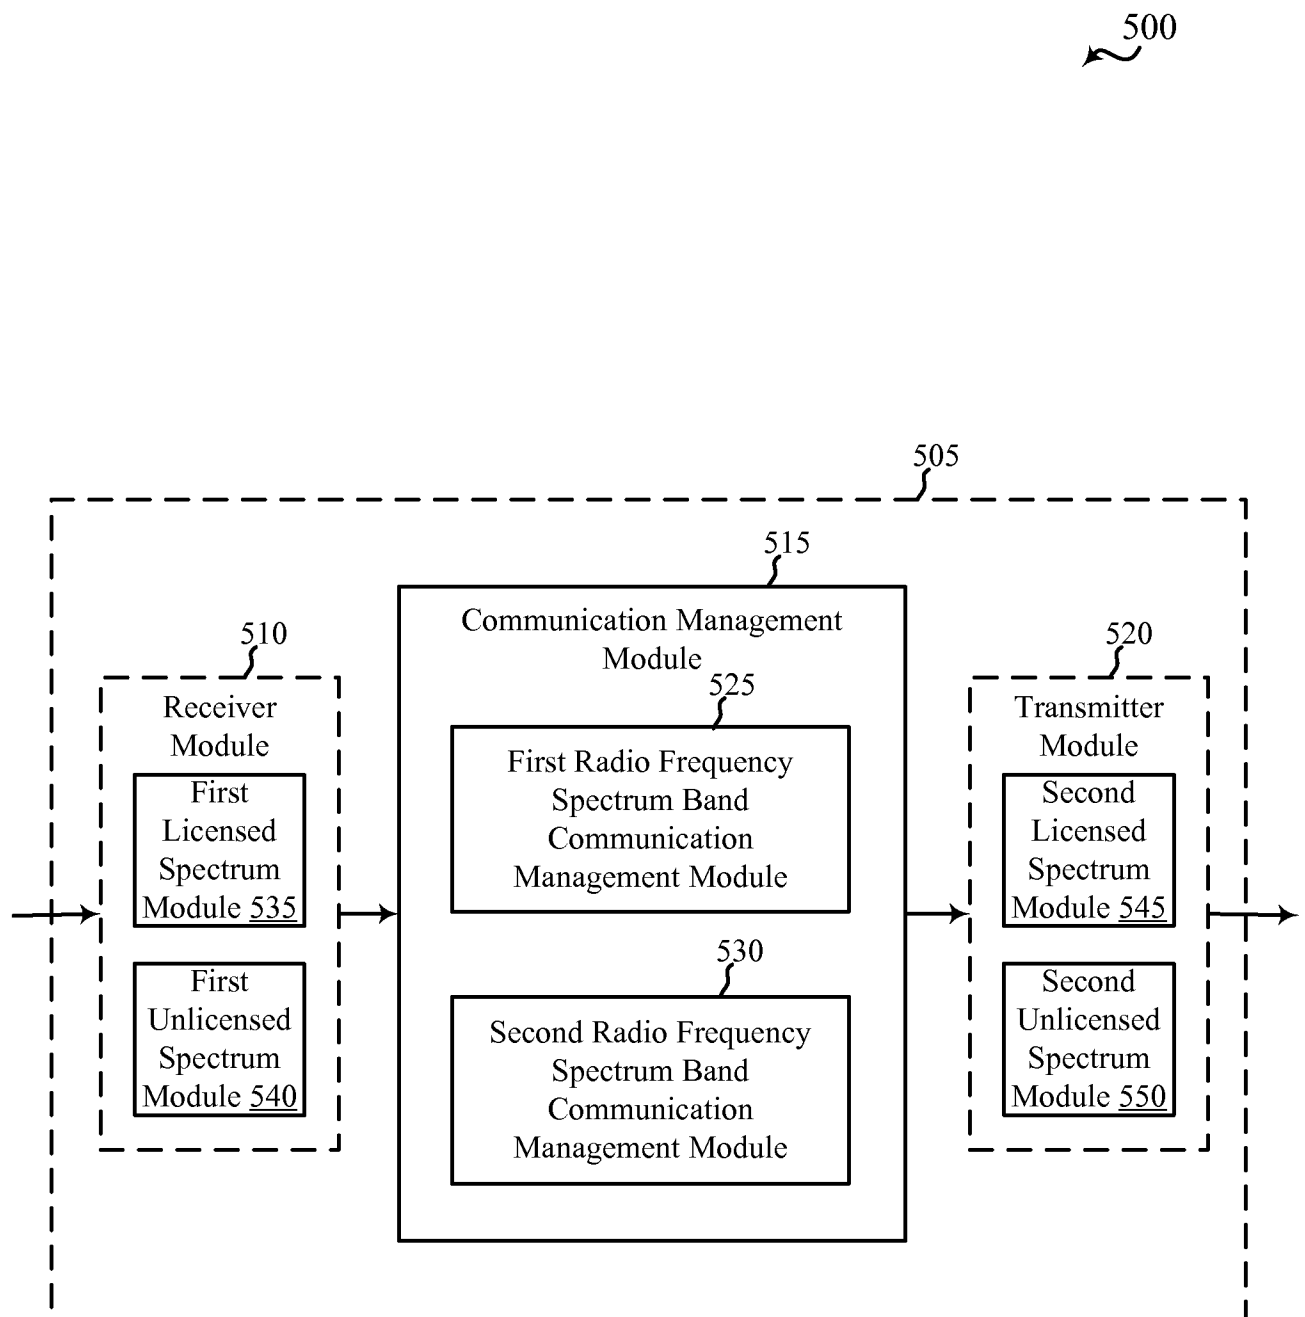 500
505
515
Communication Management
Module
510
Receiver
Module
First
Licensed
Spectrum
Module 535
First
Unlicensed
Spectrum
Module 540
525
First Radio Frequency
Spectrum Band
Communication
Management Module
530
Second Radio Frequency
Spectrum Band
Communication
Management Module
520
Transmitter
Module
Second
Licensed
Spectrum
Module 545
Second
Unlicensed
Spectrum
Module 550